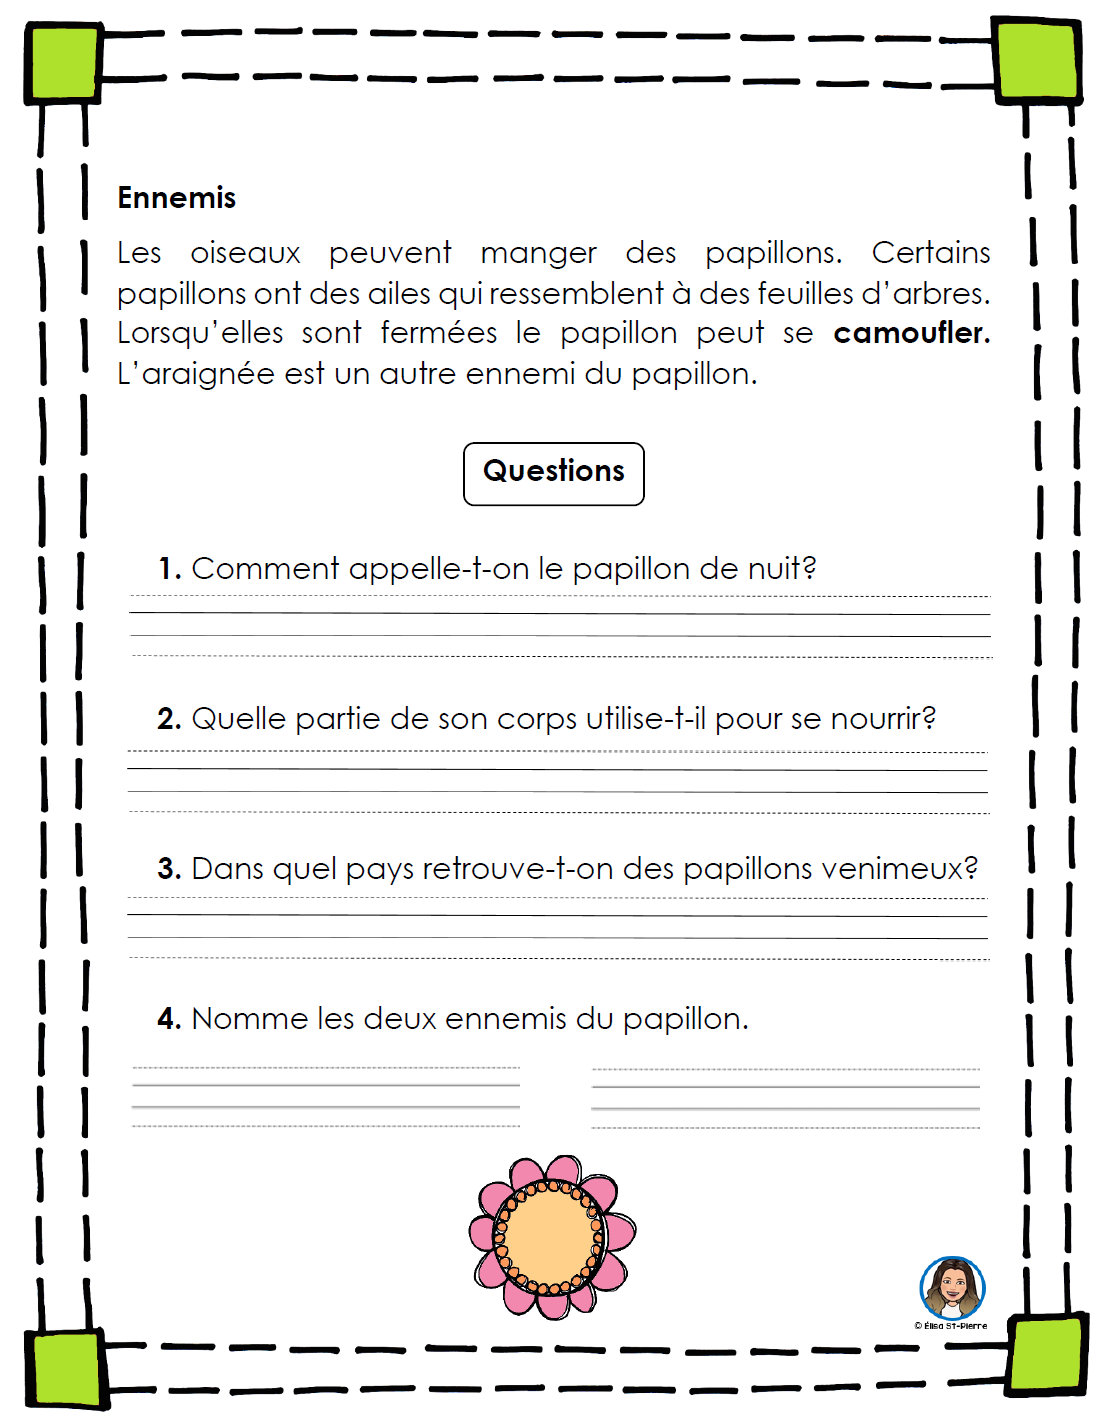 Ennemis
Les oiseaux peuvent manger des papillons. Certains
papillons ont des ailes qui ressemblent à des feuilles d’arbres.
Lorsqu’elles sont fermées le papillon peut se camoufler.
L’araignée est un autre ennemi du papillon.
Questions
1. Comment appelle-t-on le papillon de nuit?
2. Quelle partie de son corps utilise-t-il pour se nourrir?
3. Dans quel pays retrouve-t-on des papillons venimeux?
4. Nomme les deux ennemis du papillon.
© Élisa St-Pierre